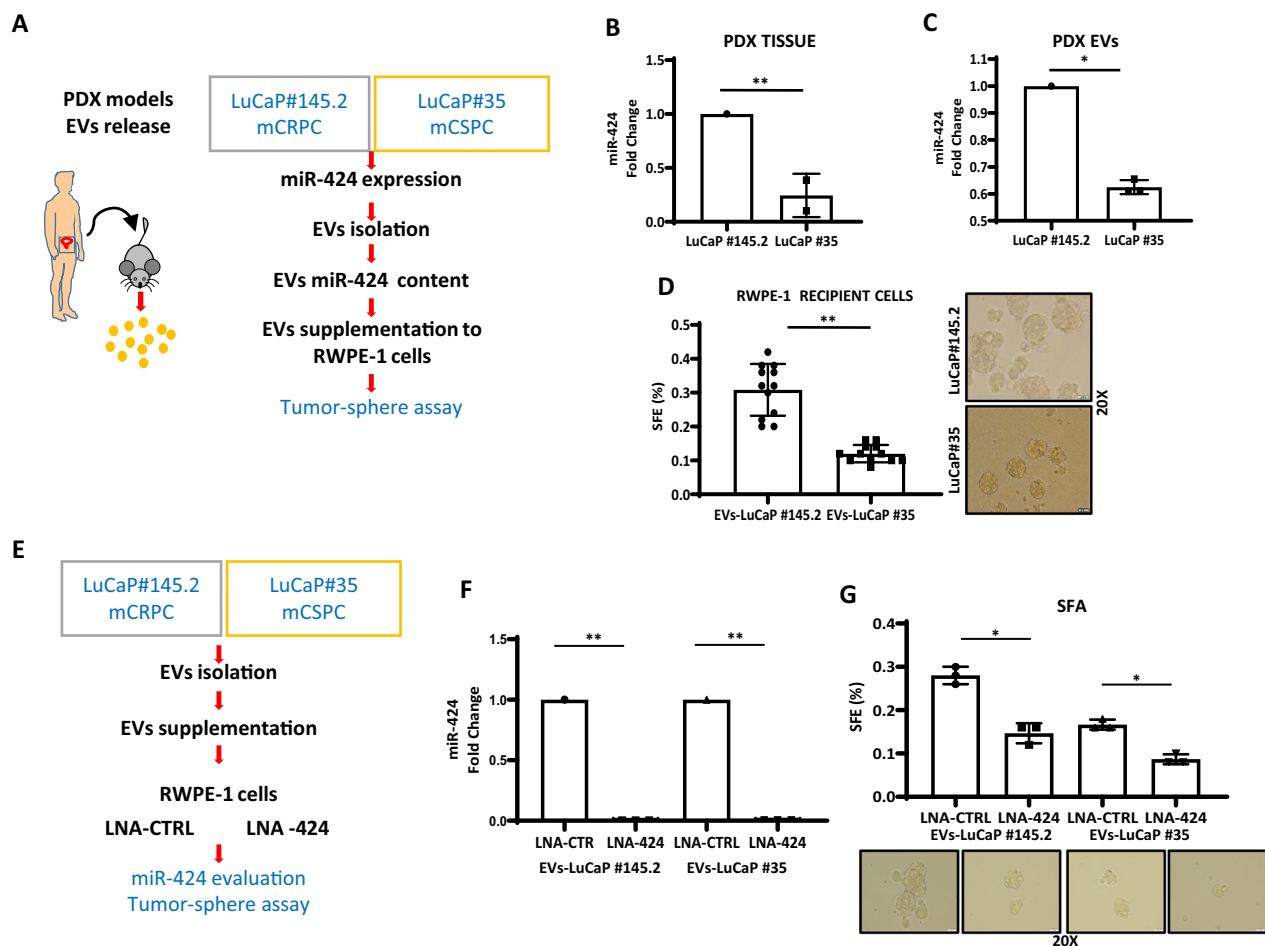 A
PDX models
EVs release
LuCaP#145.2
mCRPC
LuCaP#35
mCSPC
miR-424 expression
EVs isolation
EVs miR-424 content
EVs supplementation to
RWPE-1 cells
Tumor-sphere assay
B
PDX TISSUE
miR-424
Fold Change
1.5
1.0
0.5
0.0
**
LuCaP #145.2
LuCaP #35
C
PDX EVs
miR-424
Fold Change
1.1
1.0
0.9
0.8
0.7
0.6
0.5
*
LuCaP #145.2
LuCaP #35
D
RWPE-1 RECIPIENT CELLS
SFE (%)
0.5
0.4
0.3
0.2
0.1
0.0
**
EVs-LuCaP #145.2
EVs-LuCaP #35
LuCaP#145.2
LuCaP#35
20X
E
LuCaP#145.2
mCRPC
LuCaP#35
mCSPC
EVs isolation
EVs supplementation
RWPE-1 cells
LNA-CTRL
LNA -424
miR-424 evaluation
Tumor-sphere assay
F
miR-424
Fold Change
1.5
1.0
0.5
0.0
**
**
LNA-CTR
LNA-424
LNA-CTRL
LNA-424
EVs-LuCaP #145.2
EVs-LuCaP #35
G
SFA
SFE (%)
0.4
0.3
0.2
0.1
0.0
*
*
LNA-CTRL
LNA-424
LNA-CTRL
LNA-424
EVs-LuCaP #145.2
EVs-LuCaP #35
20X